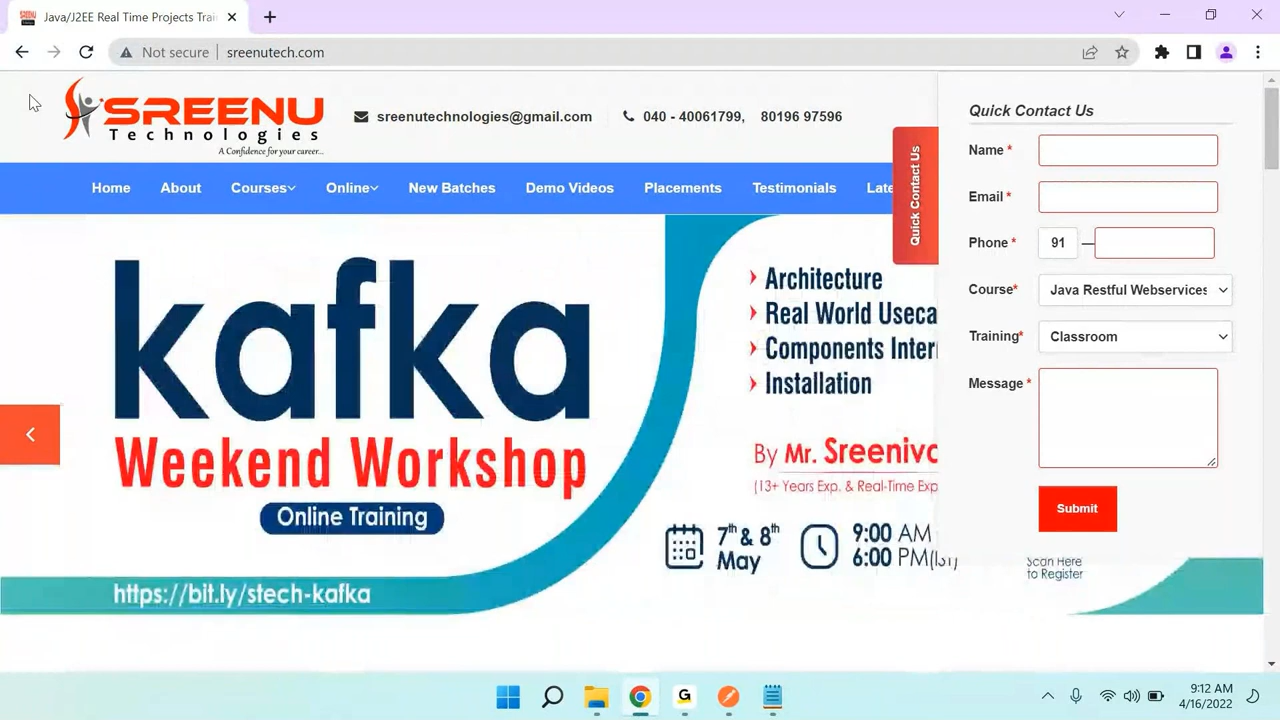 Java/J2EE Real Time Projects Trai
Not secure
sreenutech.com
SREENU
Technologies
A Confidence for your career...
sreenutechnologies@gmail.com
040 - 40061799, 80196 97596
Home
About
Courses
Online
New Batches
Demo Videos
Placements
Testimonials
Late
Quick Contact Us
Quick Contact Us
Name *
Email *
Phone *
91
Course*
Java Restful Webservices
Training*
Classroom
Message *
Submit
kafka
Weekend Workshop
Online Training
https://bit.ly/stech-kafka
Architecture
Real World Useca
Components Inter
Installation
By Mr. Sreeniva
(13+ Years Exp. & Real-Time Exp
7th & 8th
May
9:00 AM
6:00 PM(IST)
Scan Here
to Register
G
9:12 AM
4/16/2022